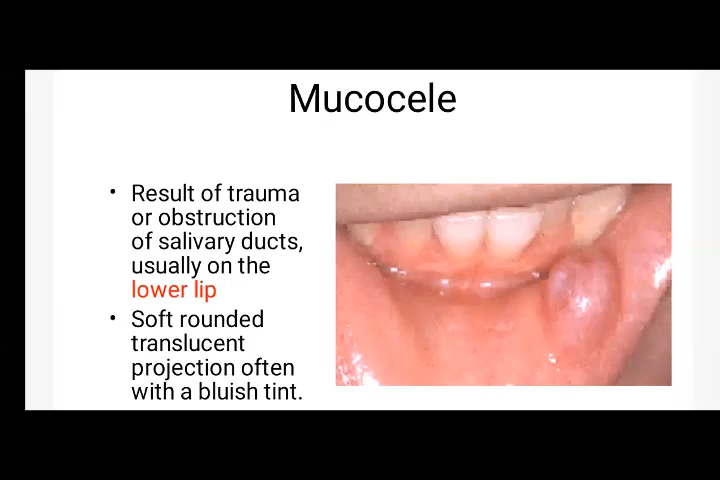 Mucocele
• Result of trauma
or obstruction
of salivary ducts,
usually on the
lower lip
• Soft rounded
translucent
projection often
with a bluish tint.